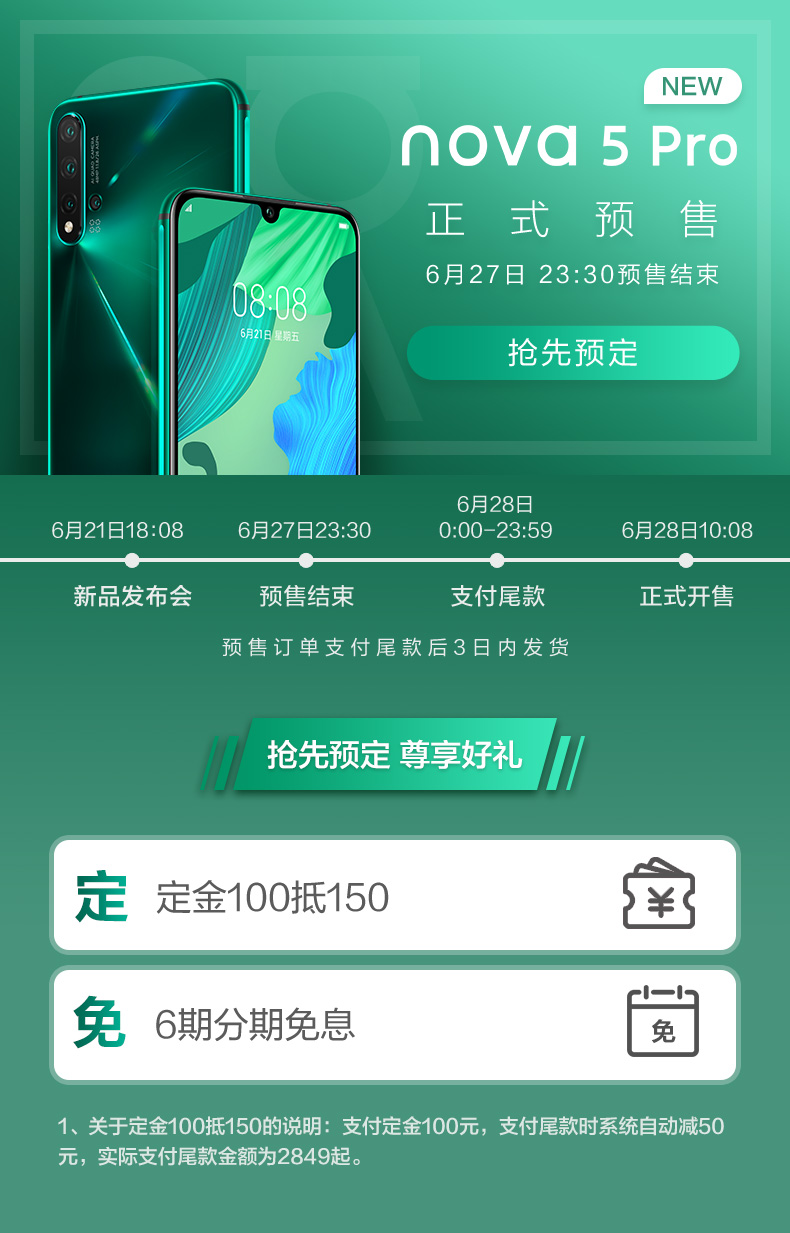 NEW
nova 5 Pro
正式预售
6月27日 23:30预售结束
抢先预定
08:08
6月21日 星期五
6月21日18:08
新品发布会
6月27日23:30
预售结束
6月28日
0:00-23:59
支付尾款
6月28日10:08
正式开售
预售订单支付尾款后3日内发货
抢先预定 尊享好礼
定 定金100抵150
¥
免 6期分期免息
免
1、关于定金100抵150的说明：支付定金100元，支付尾款时系统自动减50
元，实际支付尾款金额为2849起。